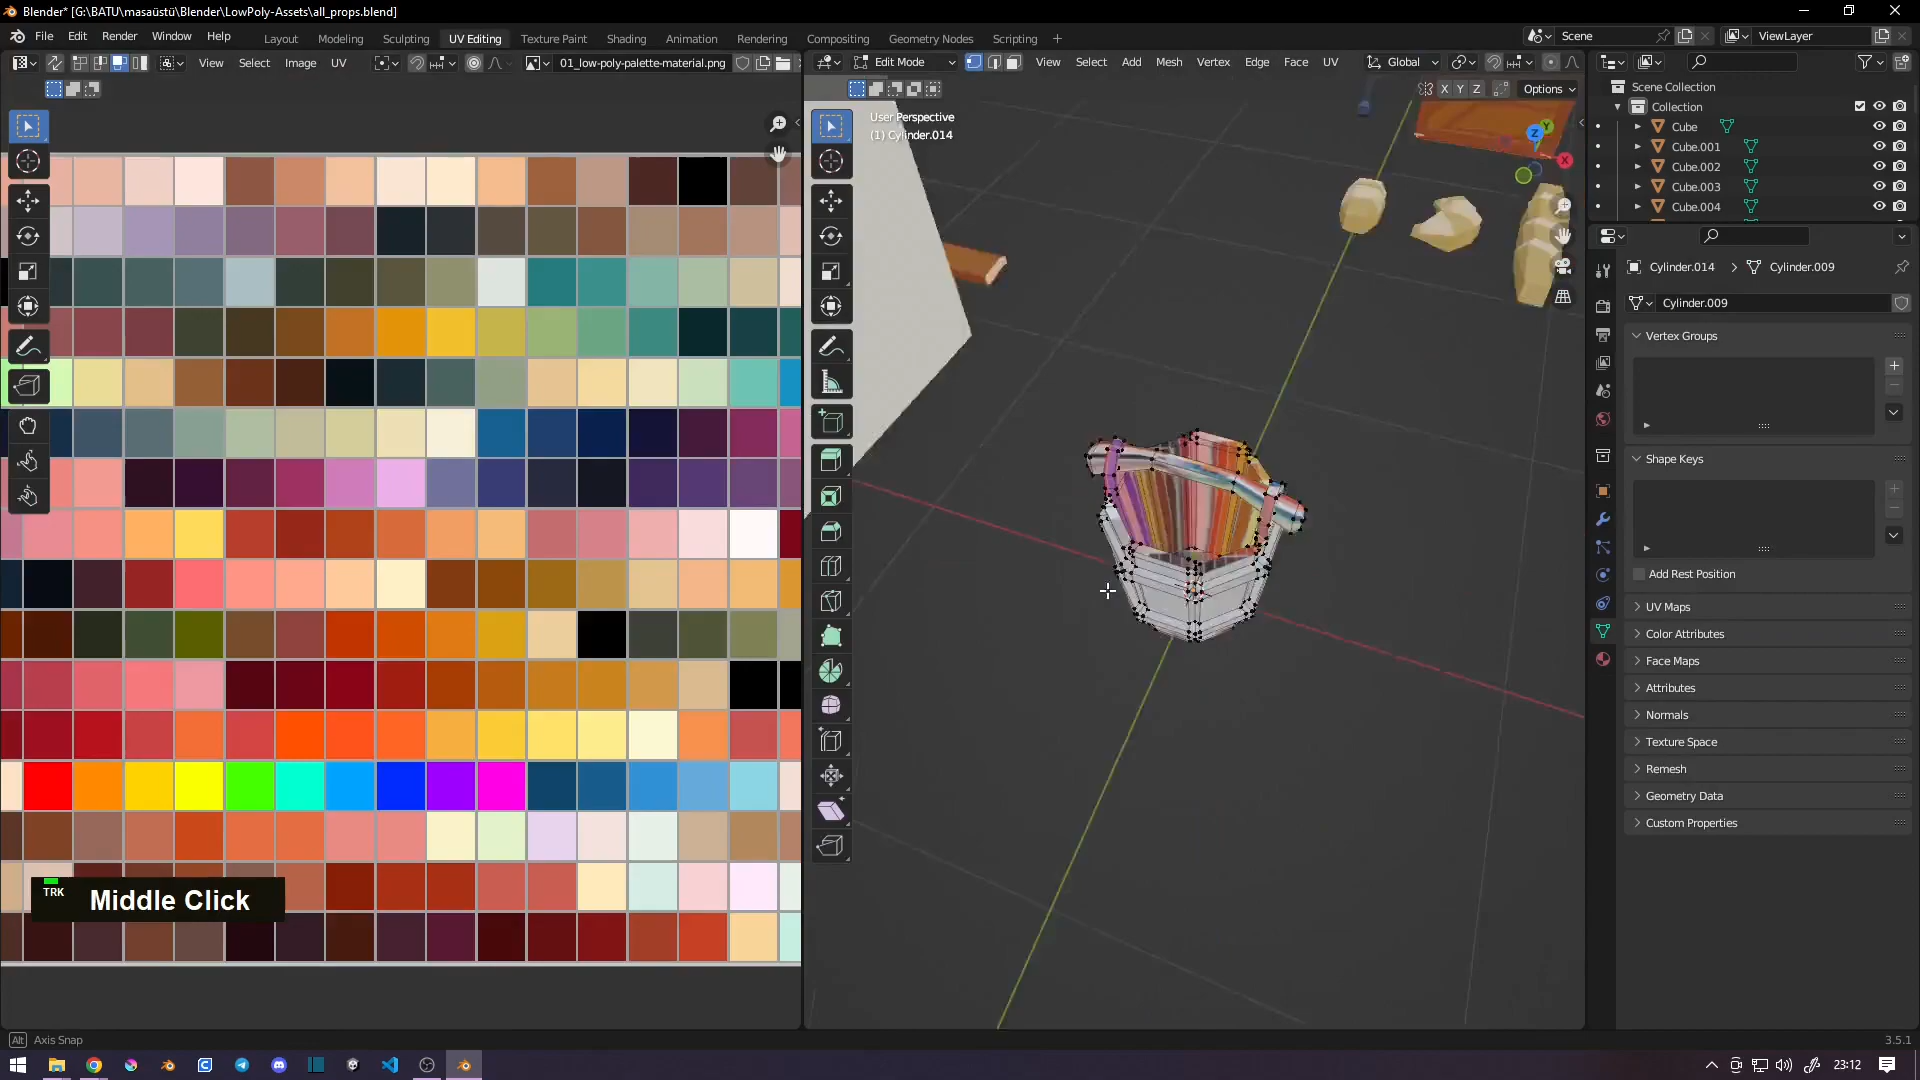 Blender* [G:\BATU\masaüstü\Blender\LowPoly-Assets\all_props.blend]
File Edit Render Window Help
Layout Modeling Sculpting UV Editing Texture Paint Shading Animation Rendering Compositing Geometry Nodes Scripting +
Scene
ViewLayer
View Select Image UV
01_low-poly-palette-material.png
Edit Mode
View Select Add Mesh Vertex Edge Face UV
Global
X Y Z
Options
User Perspective
(1) Cylinder.014
Z
Y
X
Scene Collection
Collection
Cube
Cube.001
Cube.002
Cube.003
Cube.004
Cylinder.014
Cylinder.009
Cylinder.009
Vertex Groups
Shape Keys
Add Rest Position
UV Maps
Color Attributes
Face Maps
Attributes
Normals
Texture Space
Remesh
Geometry Data
Custom Properties
TRK
Middle Click
Alt Axis Snap
3.5.1
23:12